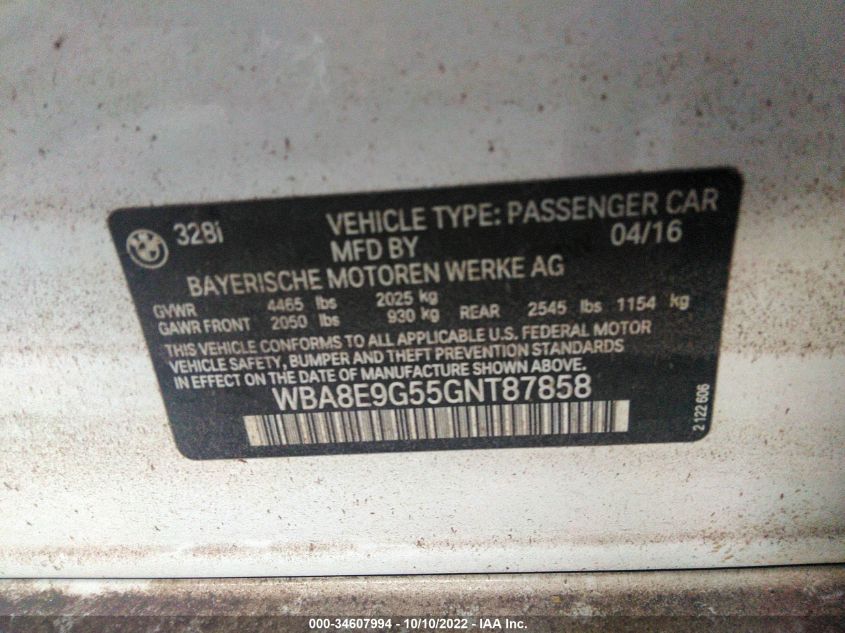 328i VEHICLE TYPE: PASSENGER CAR
MFD BY 04/16
BAYERISCHE MOTOREN WERKE AG
GVWR 4465 lbs 2025 kg
GAWR FRONT 2050 lbs 930 kg REAR 2545 lbs 1154 kg
THIS VEHICLE CONFORMS TO ALL APPLICABLE U.S. FEDERAL MOTOR
VEHICLE SAFETY, BUMPER AND THEFT PREVENTION STANDARDS
IN EFFECT ON THE DATE OF MANUFACTURE SHOWN ABOVE.
WBA8E9G55GNT87858
2 122 606
000-34607994 - 10/10/2022 - IAA Inc.